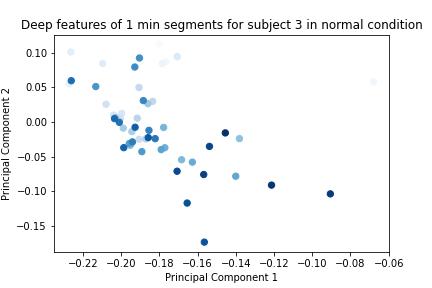 Deep features of 1 min segments for subject 3 in normal condition
0.10
0.05
0.00
−0.05
−0.10
−0.15
Principal Component 2
−0.22 −0.20 −0.18 −0.16 −0.14 −0.12 −0.10 −0.08 −0.06
Principal Component 1